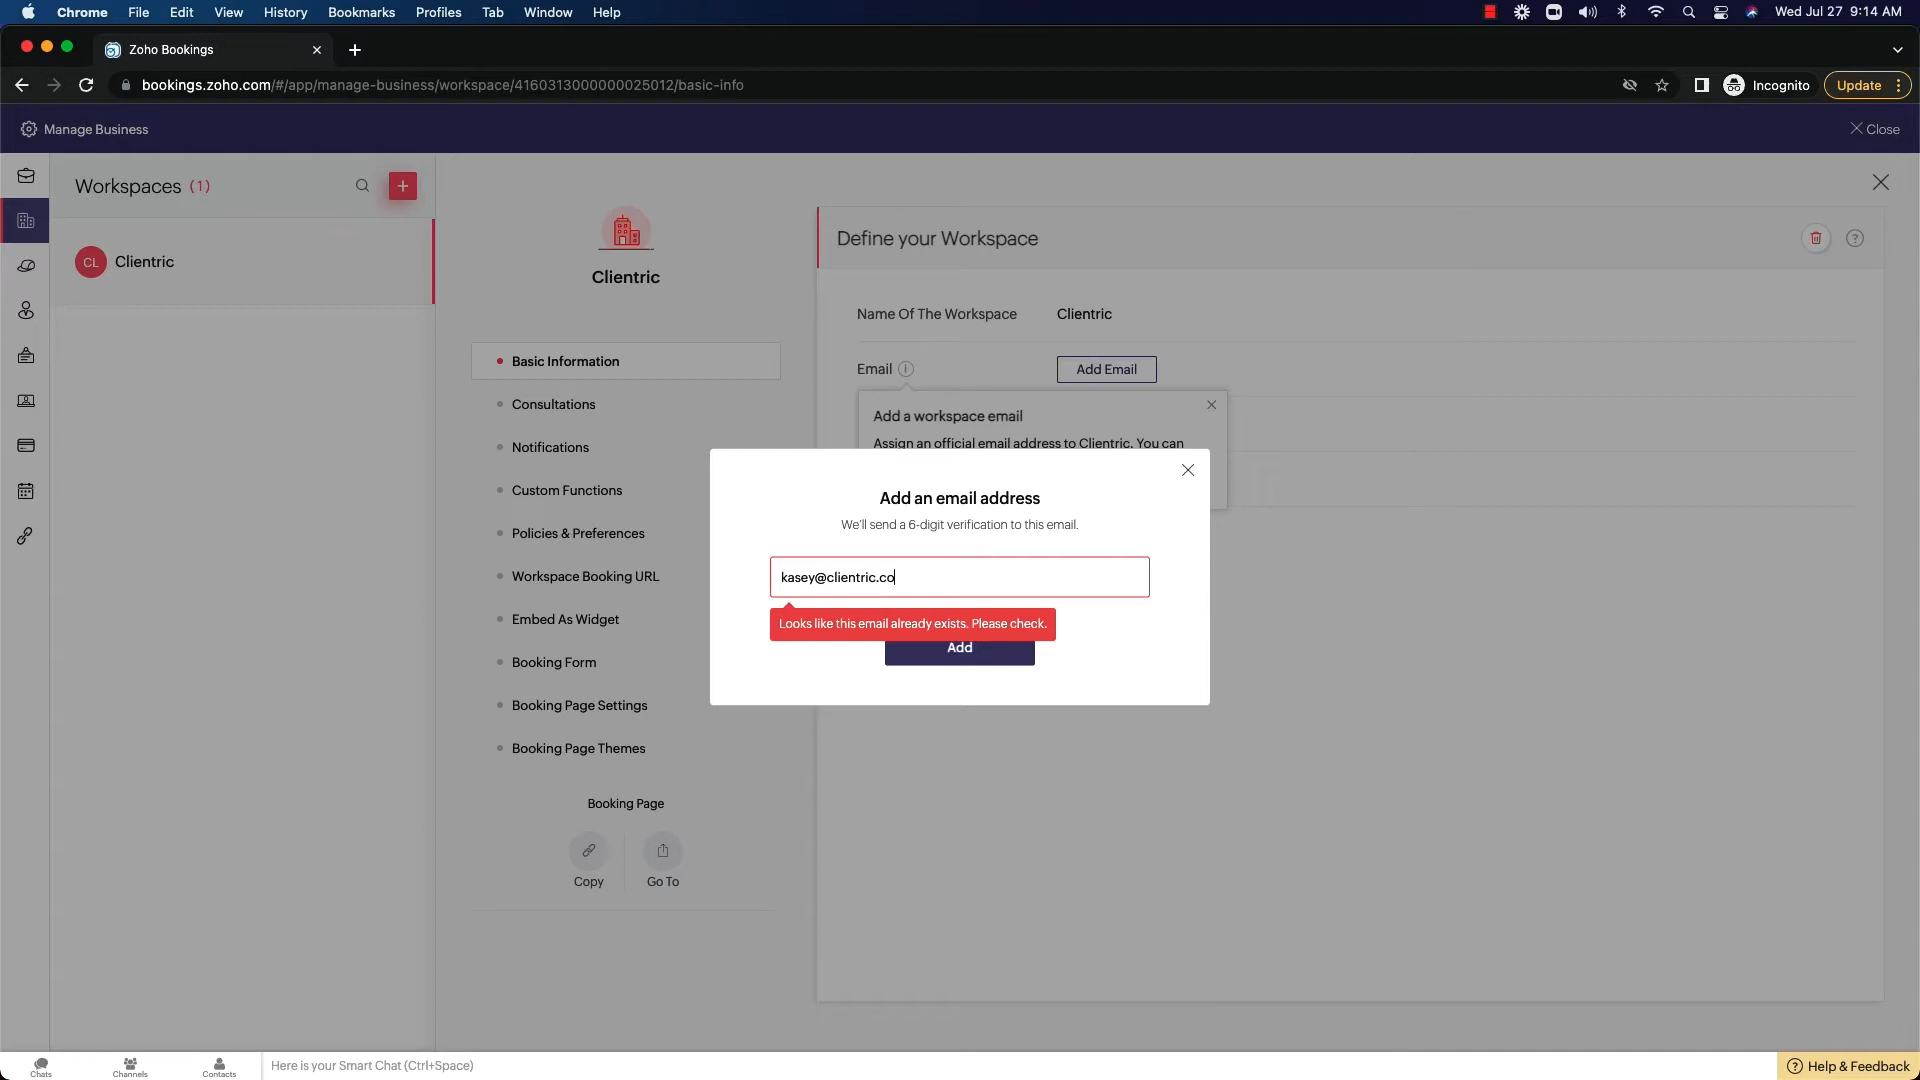 Chrome File Edit View History Bookmarks Profiles Tab Window Help Wed Jul 27 9:14 AM
Zoho Bookings
bookings.zoho.com/#/app/manage-business/workspace/4160313000000025012/basic-info Incognito Update
Manage Business Close
Workspaces (1)
CL Clientric
Clientric
Basic Information
Consultations
Notifications
Custom Functions
Policies & Preferences
Workspace Booking URL
Embed As Widget
Booking Form
Booking Page Settings
Booking Page Themes
Booking Page
Copy Go To
Define your Workspace
Name Of The Workspace Clientric
Email Add Email
Add a workspace email
Assign an official email address to Clientric. You can
Add an email address
We'll send a 6-digit verification to this email.
kasey@clientric.co
Looks like this email already exists. Please check.
Add
Chats Channels Contacts Here is your Smart Chat (Ctrl+Space) Help & Feedback